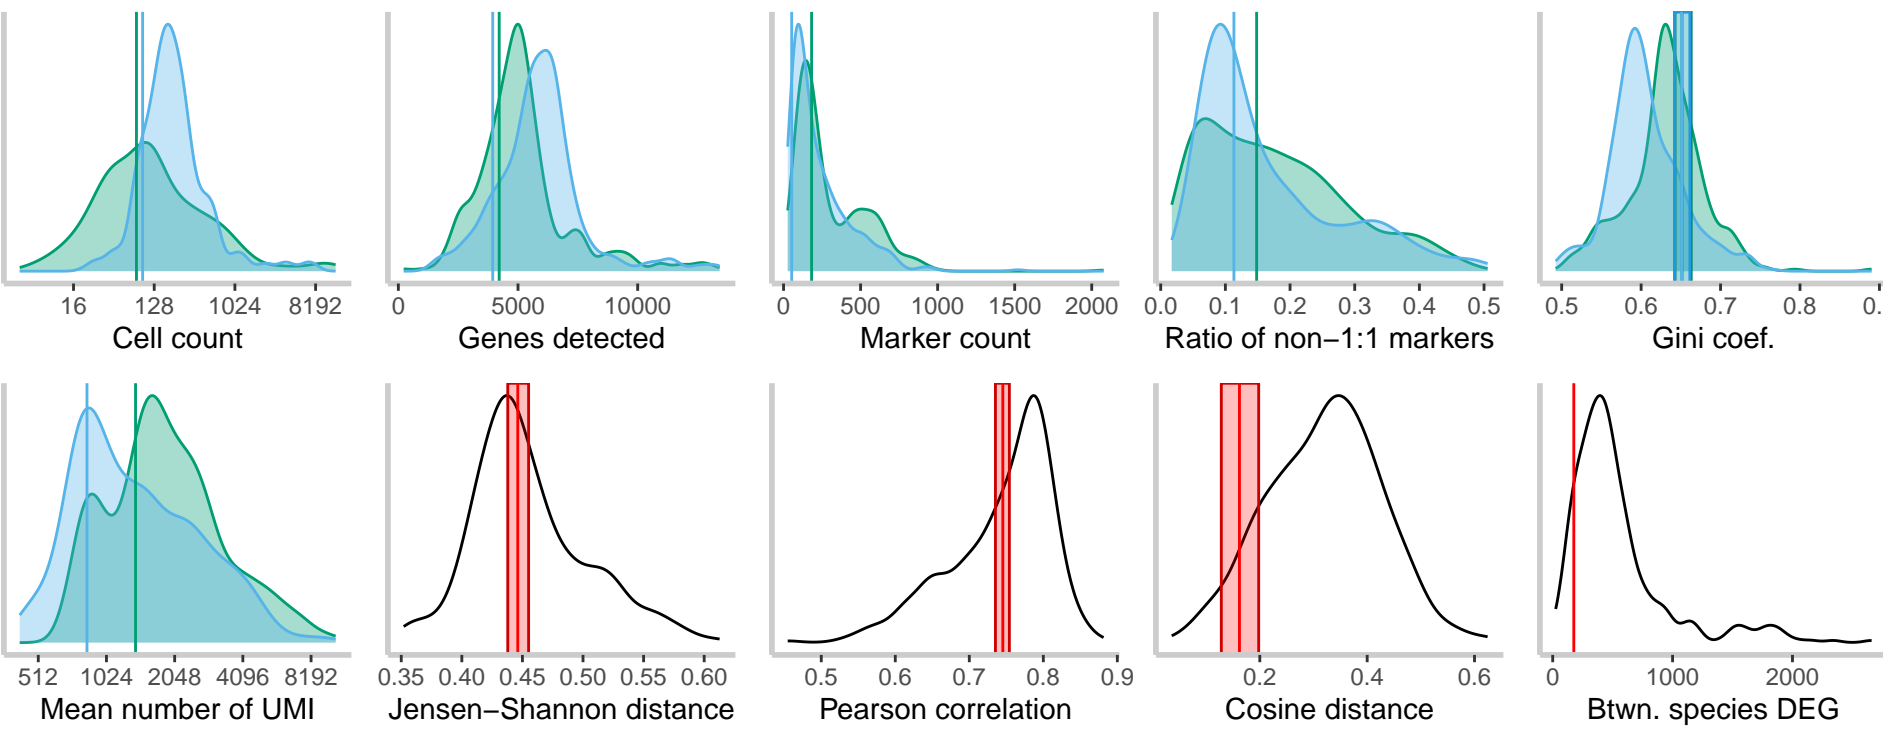 16 128 1024 8192
Cell count
0 5000 10000
Genes detected
0 500 1000 1500 2000
Marker count
0.0 0.1 0.2 0.3 0.4 0.5
Ratio of non−1:1 markers
0.5 0.6 0.7 0.8 0.
Gini coef.
512 1024 2048 4096 8192
Mean number of UMI
0.35 0.40 0.45 0.50 0.55 0.60
Jensen−Shannon distance
0.5 0.6 0.7 0.8 0.9
Pearson correlation
0.2 0.4 0.6
Cosine distance
0 1000 2000
Btwn. species DEG